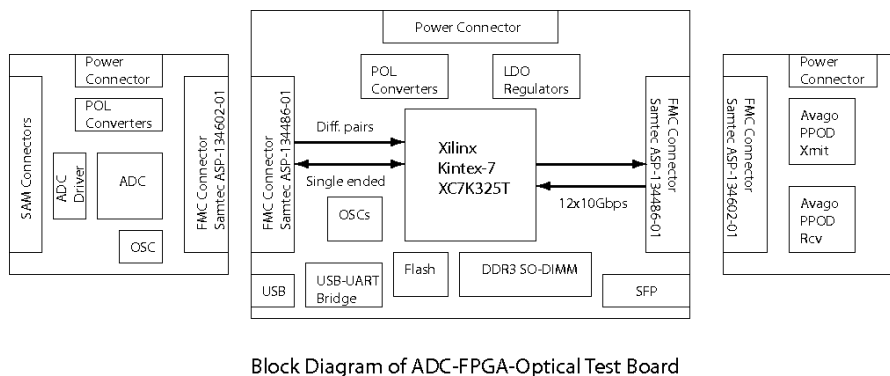 Power
Connector
POL
Converters
SAM Connectors
ADC
Driver
ADC
OSC
FMC Connector
Samtec ASP-134602-01
Power Connector
POL
Converters
LDO
Regulators
FMC Connector
Samtec ASP-134486-01
Diff. pairs
Single ended
Xilinx
Kintex-7
XC7K325T
12x10Gbps
OSCs
FMC Connector
Samtec ASP-134486-01
USB
USB-UART
Bridge
Flash
DDR3 SO-DIMM
SFP
Power
Connector
FMC Connector
Samtec ASP-134602-01
Avago
PPOD
Xmit
Avago
PPOD
Rcv
Block Diagram of ADC-FPGA-Optical Test Board